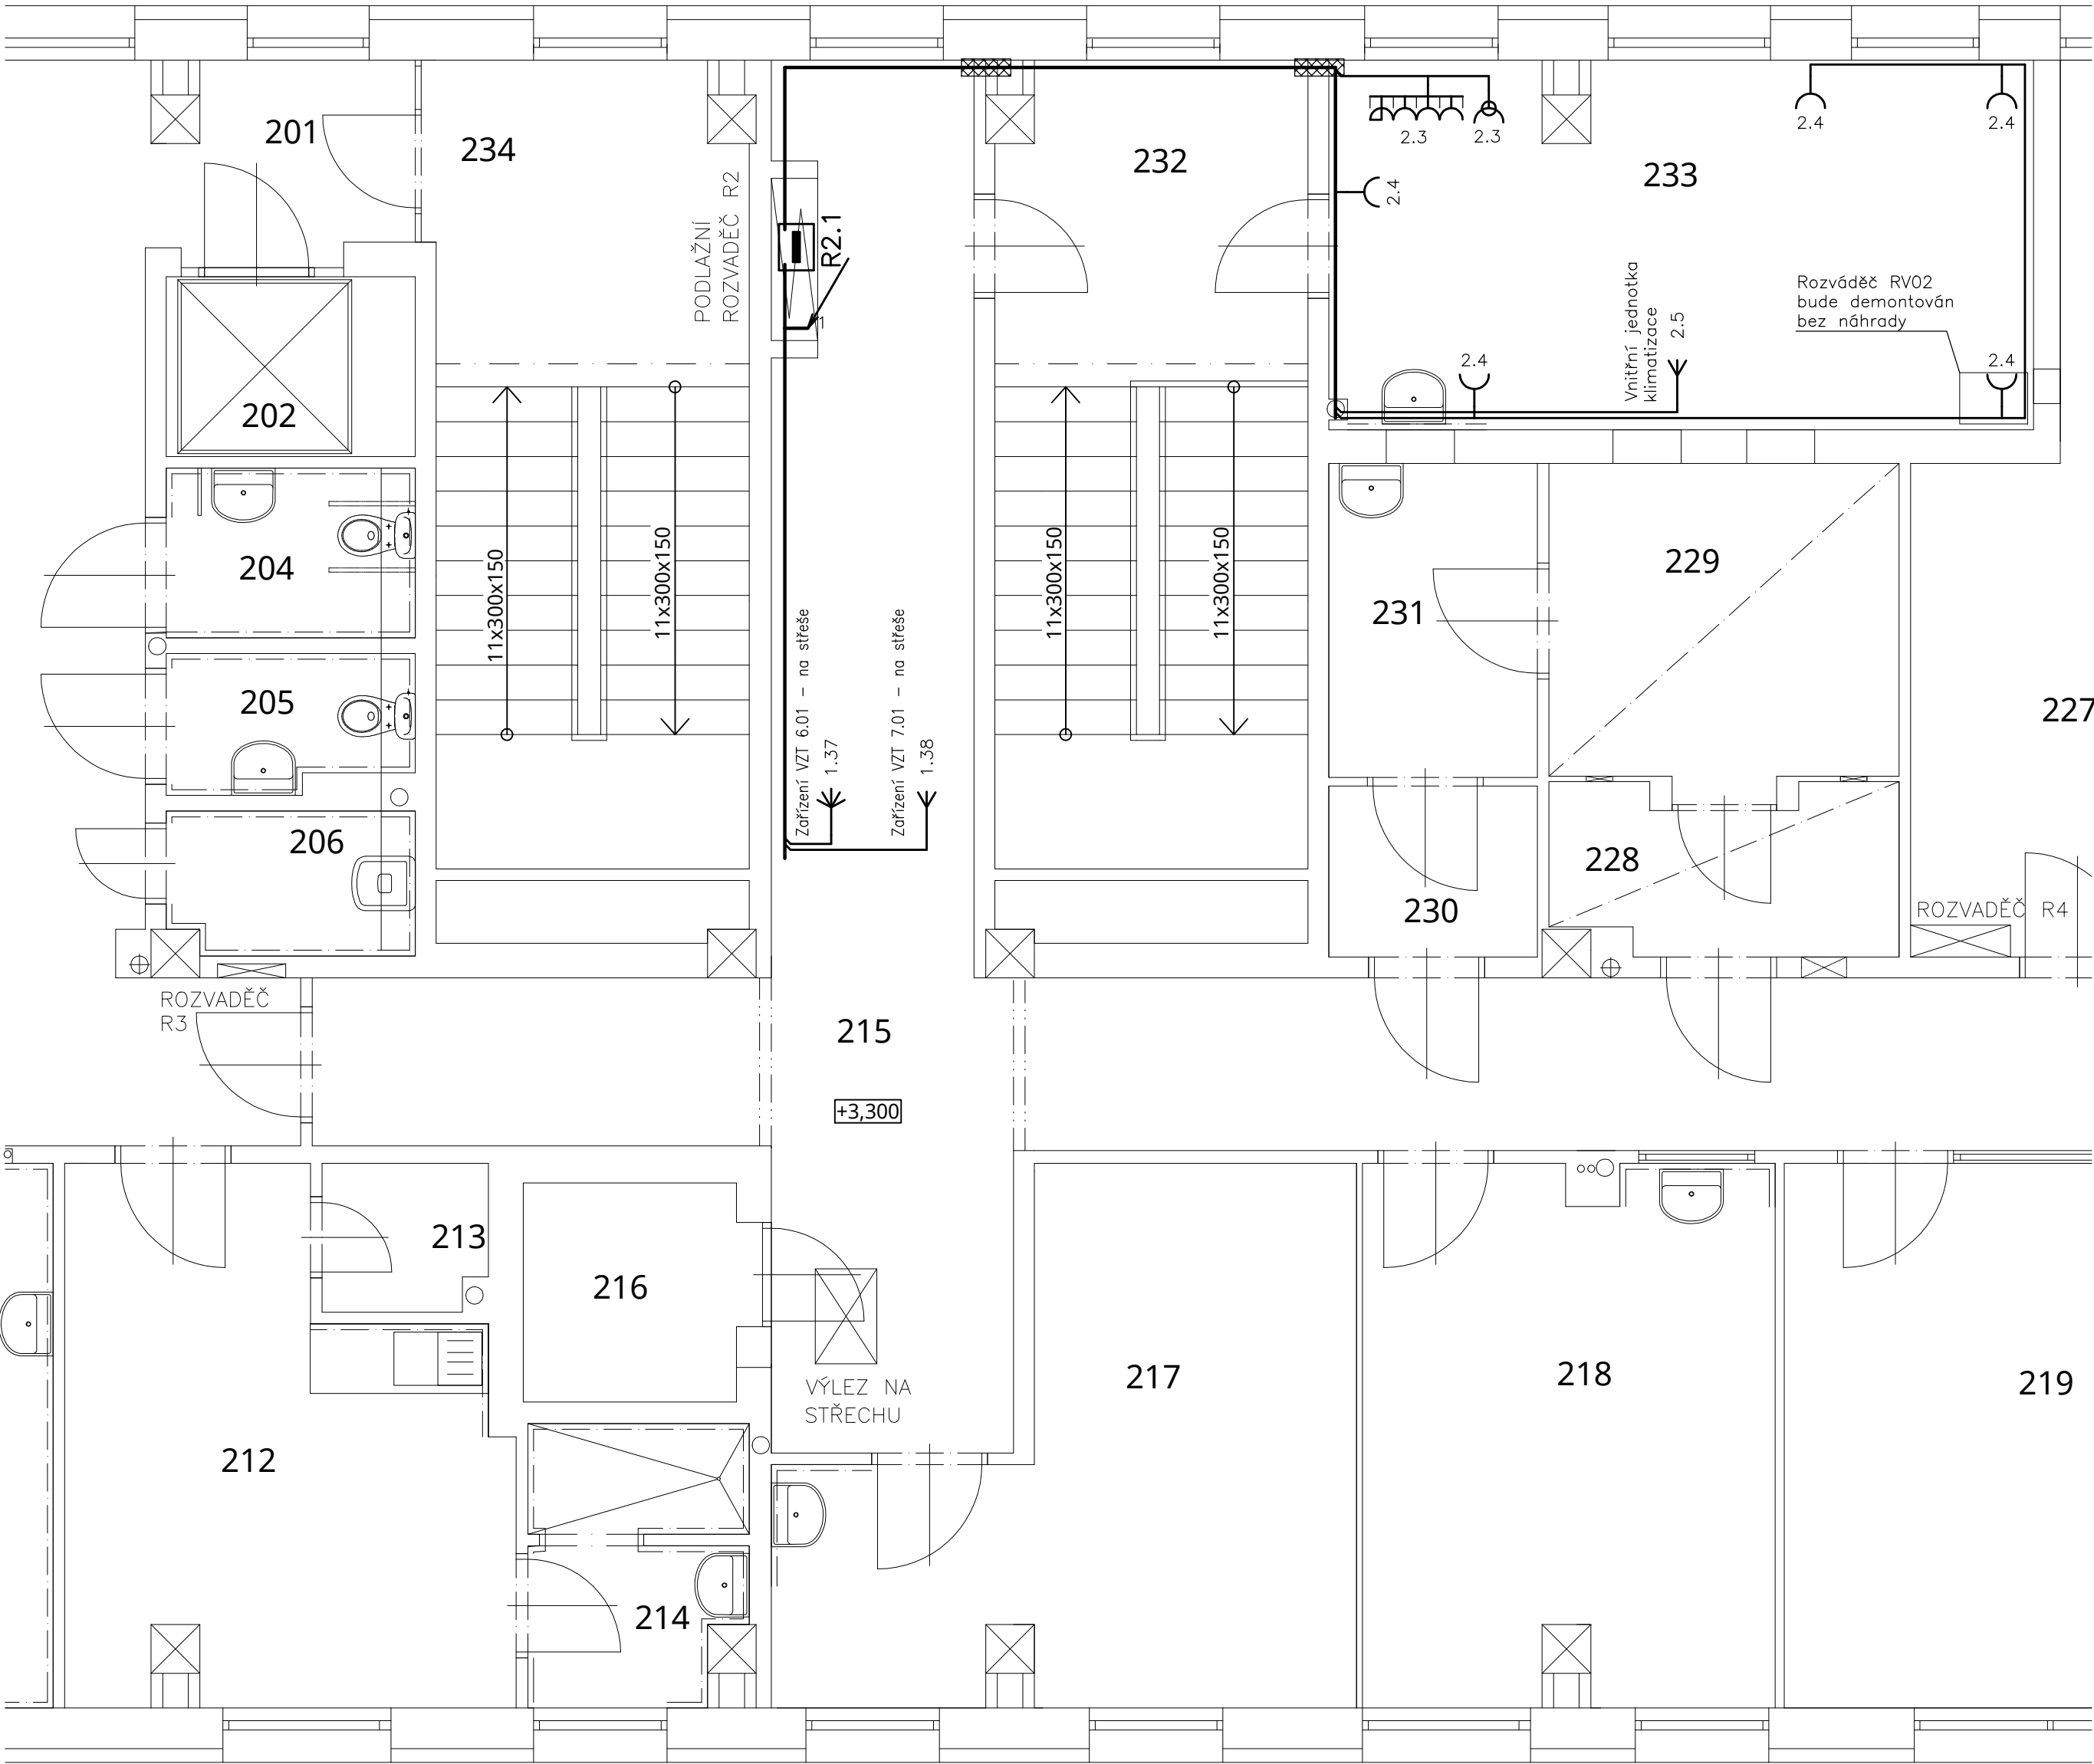 201
234
232
233
2.3
2.3
2.4
2.4
2.4
PODLAŽNÍ
ROZVADĚČ R2
R2.1
1
Vnitřní jednotka
klimatizace
2.5
Rozváděč RV02
bude demontován
bez náhrady
2.4
2.4
202
204
205
206
11x300x150
11x300x150
11x300x150
11x300x150
Zařízení VZT 6.01 – na střeše
1.37
Zařízení VZT 7.01 – na střeše
1.38
231
229
227
228
230
ROZVADĚČ R4
ROZVADĚČ
R3
215
+3,300
213
216
VÝLEZ NA
STŘECHU
217
218
219
212
214